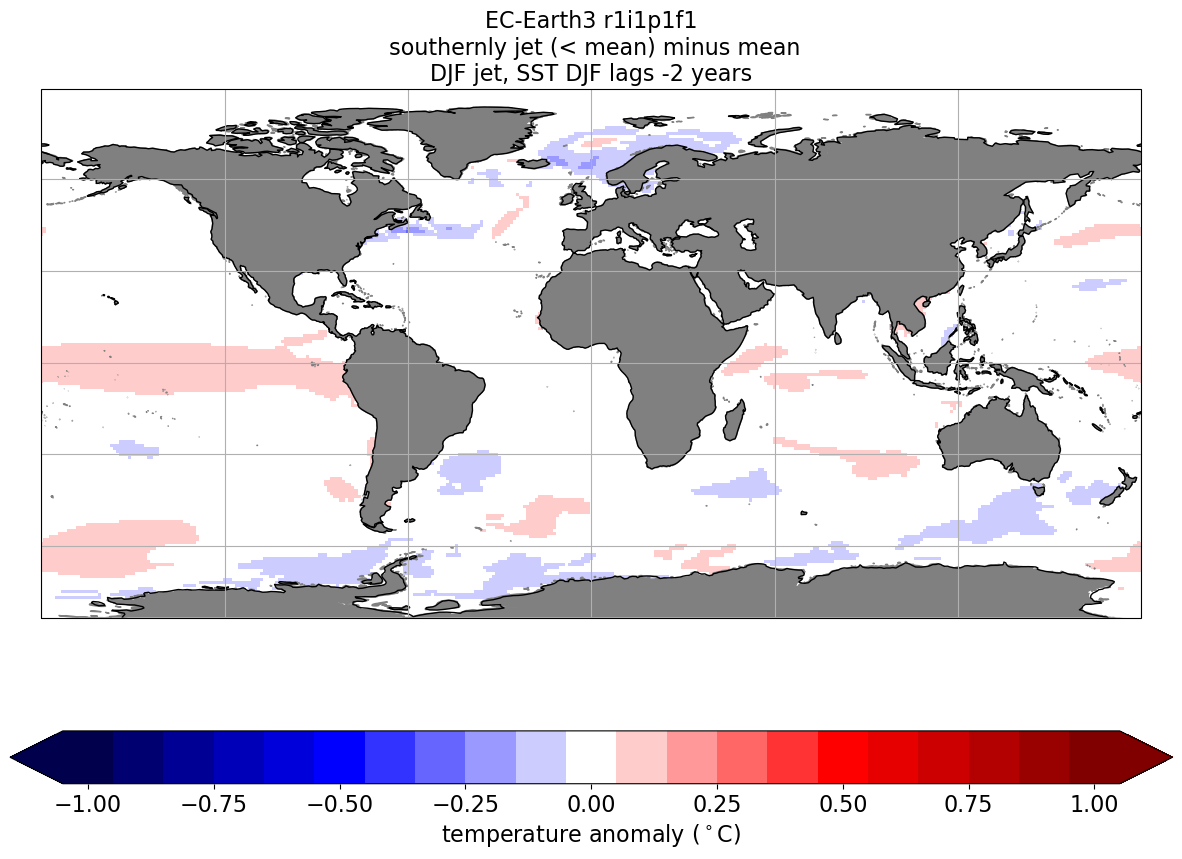 EC-Earth3 r1i1p1f1
southernly jet (< mean) minus mean
DJF jet, SST DJF lags -2 years
−1.00 −0.75 −0.50 −0.25 0.00 0.25 0.50 0.75 1.00
temperature anomaly (°C)